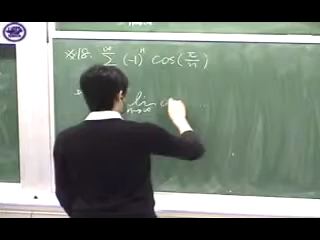 *18. ∞ Σ (-1)^n cos(π/n)
lim n→∞ c